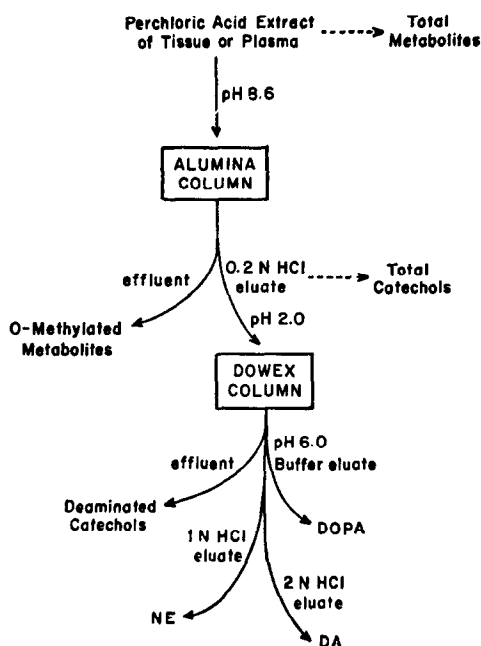 Perchloric Acid Extract
of Tissue or Plasma
Total
Metabolites
pH 8.6
ALUMINA
COLUMN
effluent
0.2 N HCl
eluate
Total
Catechols
O-Methylated
Metabolites
pH 2.0
DOWEX
COLUMN
effluent
pH 6.0
Buffer eluate
Deaminated
Catechols
DOPA
1 N HCl
eluate
2 N HCl
eluate
NE
DA